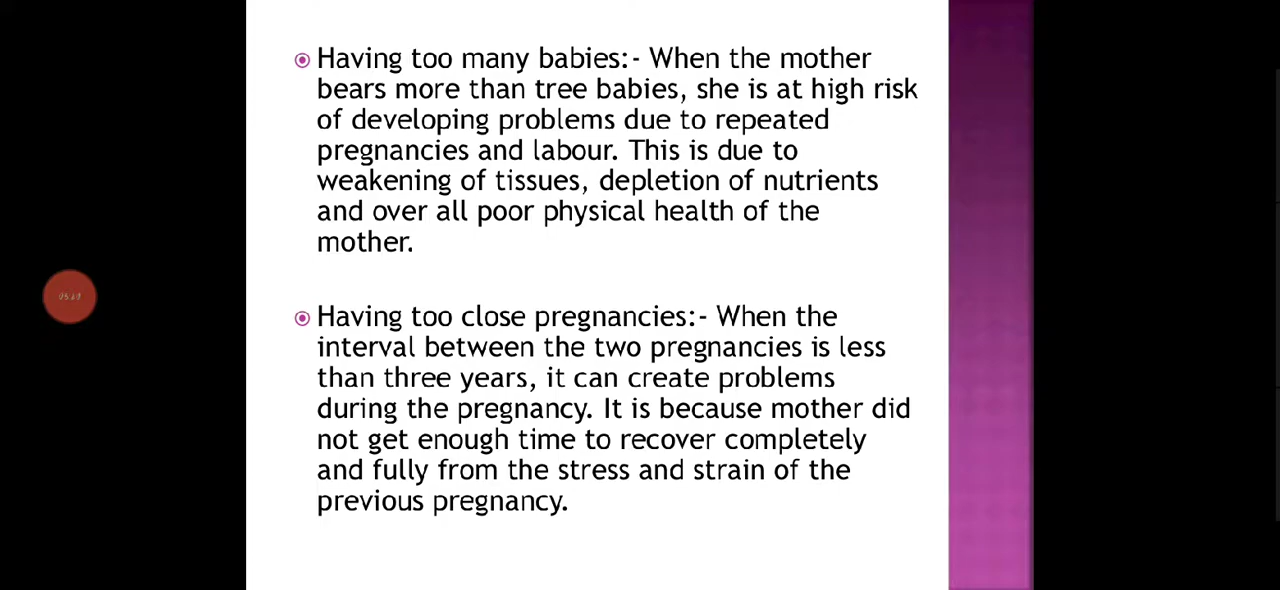 Having too many babies:- When the mother
bears more than tree babies, she is at high risk
of developing problems due to repeated
pregnancies and labour. This is due to
weakening of tissues, depletion of nutrients
and over all poor physical health of the
mother.
Having too close pregnancies:- When the
interval between the two pregnancies is less
than three years, it can create problems
during the pregnancy. It is because mother did
not get enough time to recover completely
and fully from the stress and strain of the
previous pregnancy.